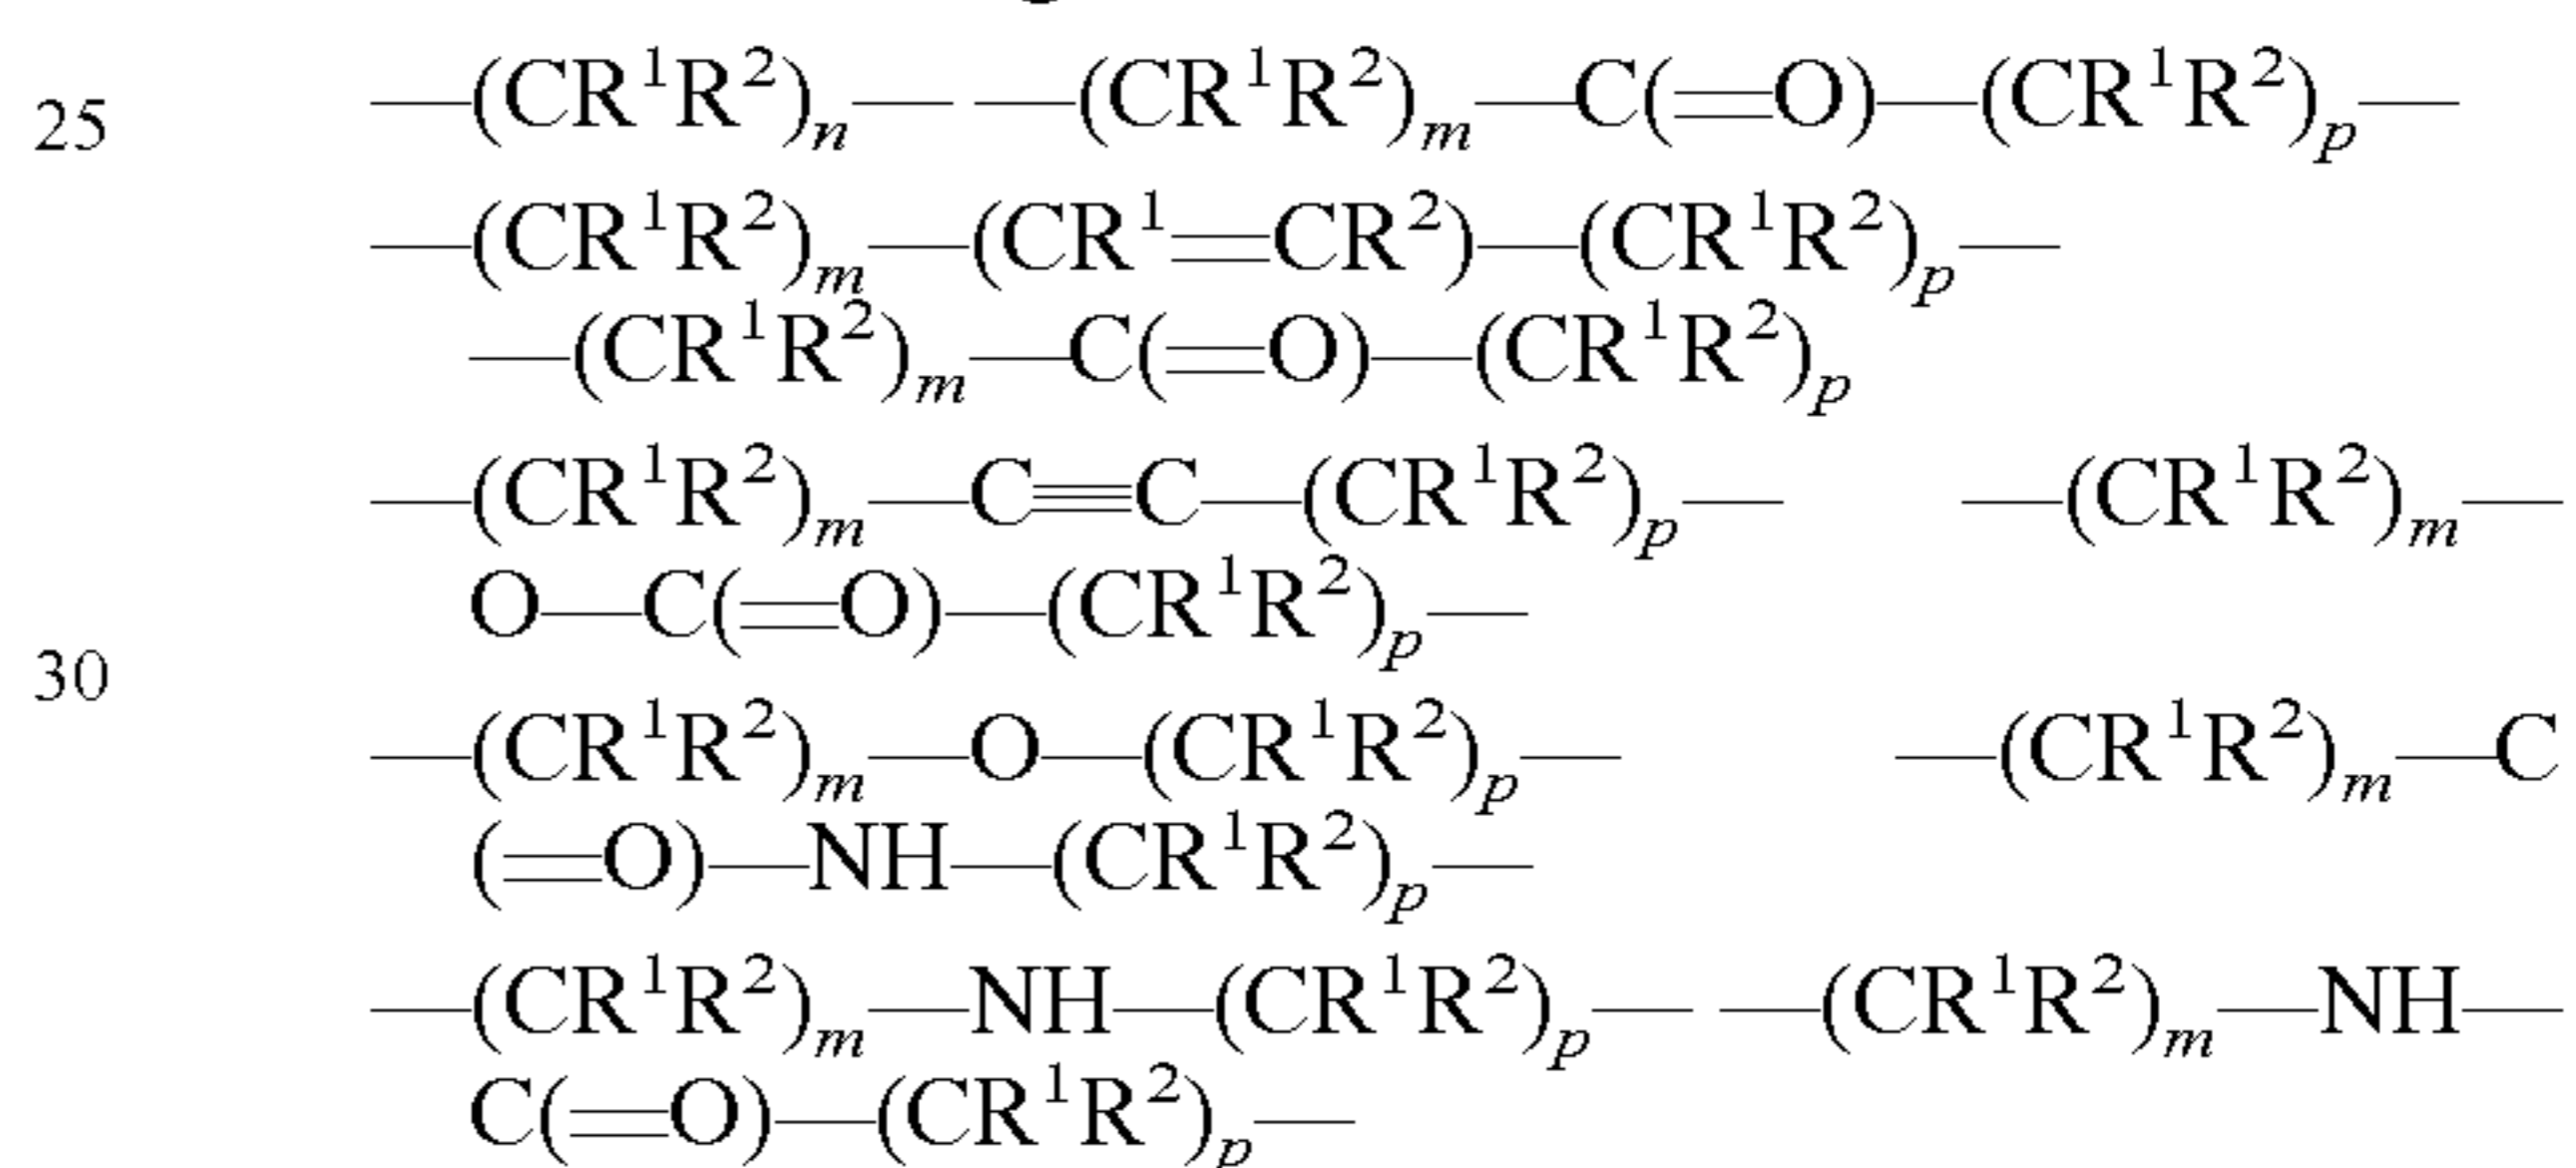 25 —(CR¹R²)ₙ— —(CR¹R²)ₘ—C(═O)—(CR¹R²)ₚ—
—(CR¹R²)ₘ—(CR¹═CR²)—(CR¹R²)ₚ—
—(CR¹R²)ₘ—C(═O)—(CR¹R²)ₚ
—(CR¹R²)ₘ—C≡C—(CR¹R²)ₚ— —(CR¹R²)ₘ—
O—C(═O)—(CR¹R²)ₚ—
30
—(CR¹R²)ₘ—O—(CR¹R²)ₚ— —(CR¹R²)ₘ—C
(═O)—NH—(CR¹R²)ₚ—
—(CR¹R²)ₘ—NH—(CR¹R²)ₚ— —(CR¹R²)ₘ—NH—
C(═O)—(CR¹R²)ₚ—